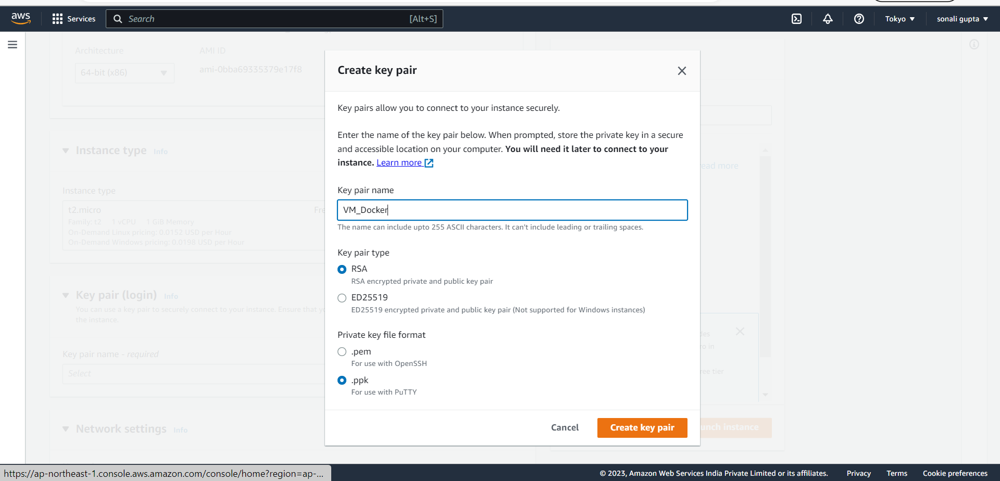 aws
Services
Search
[Alt+S]
Tokyo
sonali gupta
Architecture
AMI ID
64-bit (x86)
ami-0bba69335379e17f8
Instance type Info
Instance type
t2.micro
Family: t2 1 vCPU 1 GiB Memory
On-Demand Linux pricing: 0.0152 USD per Hour
On-Demand Windows pricing: 0.0198 USD per Hour
Key pair (login) Info
You can use a key pair to securely connect to your instance. Ensure that
the instance.
Key pair name - required
Select
Network settings Info
Create key pair
Key pairs allow you to connect to your instance securely.
Enter the name of the key pair below. When prompted, store the private key in a secure
and accessible location on your computer. You will need it later to connect to your
instance. Learn more
Key pair name
VM_Docker
The name can include upto 255 ASCII characters. It can't include leading or trailing spaces.
Key pair type
RSA
RSA encrypted private and public key pair
ED25519
ED25519 encrypted private and public key pair (Not supported for Windows instances)
Private key file format
.pem
For use with OpenSSH
.ppk
For use with PuTTY
Cancel
Create key pair
more
in
tier
instance
https://ap-northeast-1.console.aws.amazon.com/console/home?region=ap-...
© 2023, Amazon Web Services India Private Limited or its affiliates.
Privacy
Terms
Cookie preferences